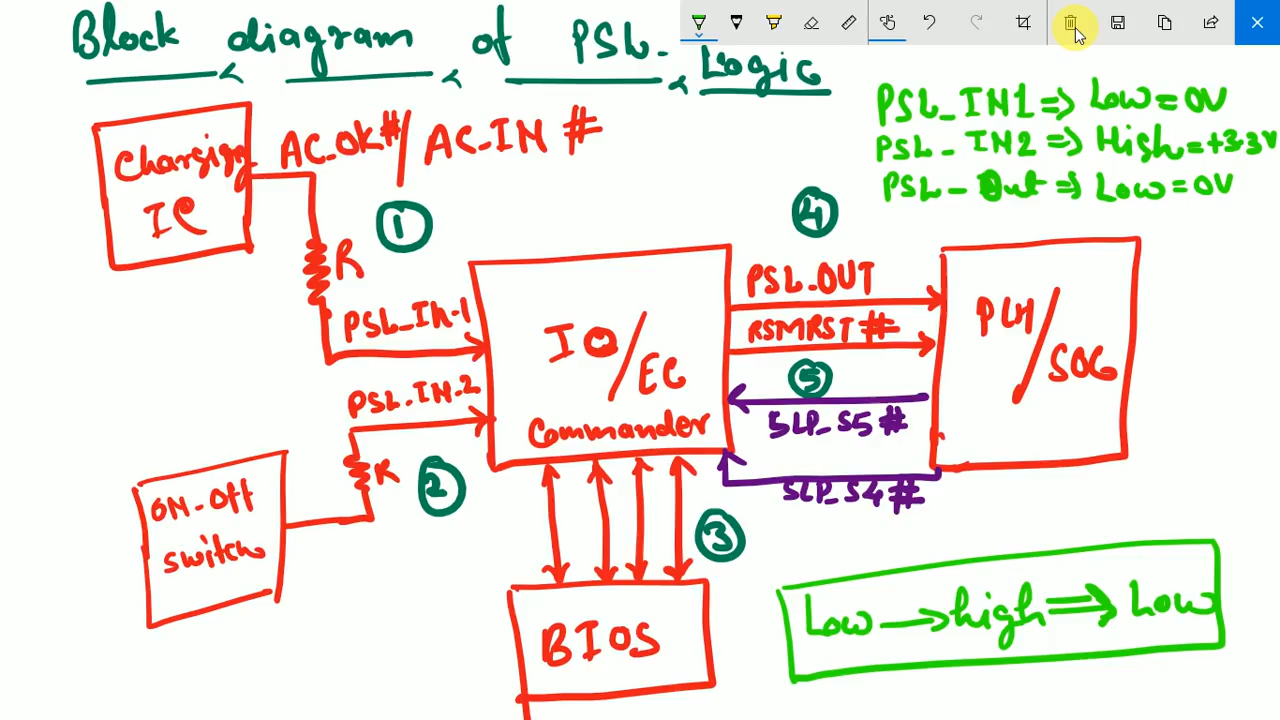 Block diagram of PSL-Logic
PSL_IN1 => Low = 0V
PSL_IN2 => High = +3.3V
PSL-Out => Low = 0V
Charging IC
AC_OK# / AC_IN #
R
1
PSL_IN-1
PSL_IN-2
R
2
ON-Off
switch
IO/EC
Commander
4
PSL_OUT
RSMRST#
5
SLP_S5#
SLP_S4#
PCH/SOC
3
BIOS
Low → high ⇒ Low